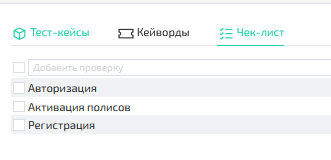 Тест-кейсы Кейворды Чек-лист
Добавить проверку
Авторизация
Активация полисов
Регистрация